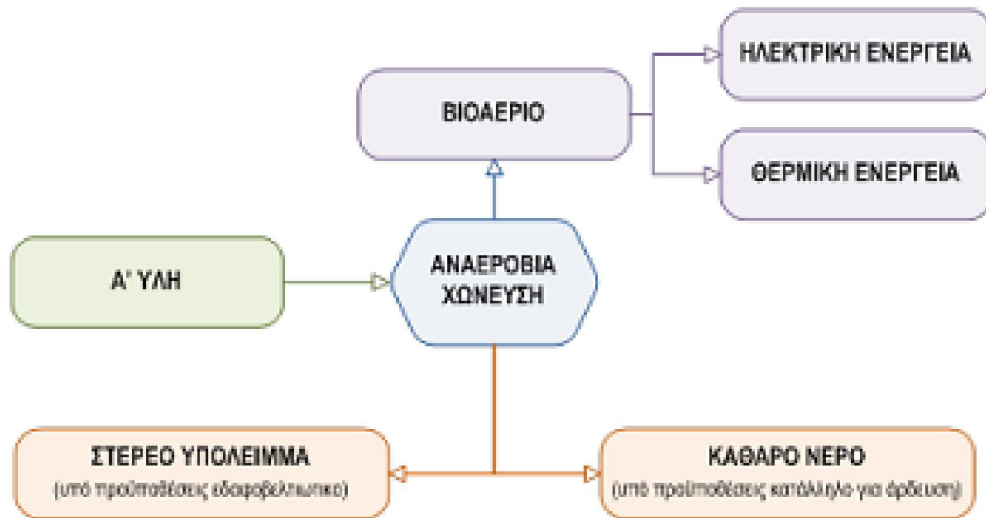 ΗΛΕΚΤΡΙΚΗ ΕΝΕΡΓΕΙΑ
ΒΙΟΑΕΡΙΟ
ΘΕΡΜΙΚΗ ΕΝΕΡΓΕΙΑ
Α' ΥΛΗ
ΑΝΑΕΡΟΒΙΑ
ΧΩΝΕΥΣΗ
ΣΤΕΡΕΟ ΥΠΟΛΕΙΜΜΑ
(υπό προϋποθέσεις εδαφοβελτιωτικο)
ΚΑΘΑΡΟ ΝΕΡΟ
(υπό προϋποθέσεις κατάλληλο για άρδευση)